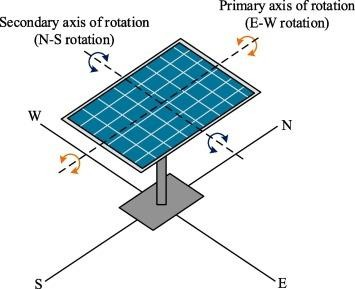 Primary axis of rotation
(E-W rotation)
Secondary axis of rotation
(N-S rotation)
W
N
S
E